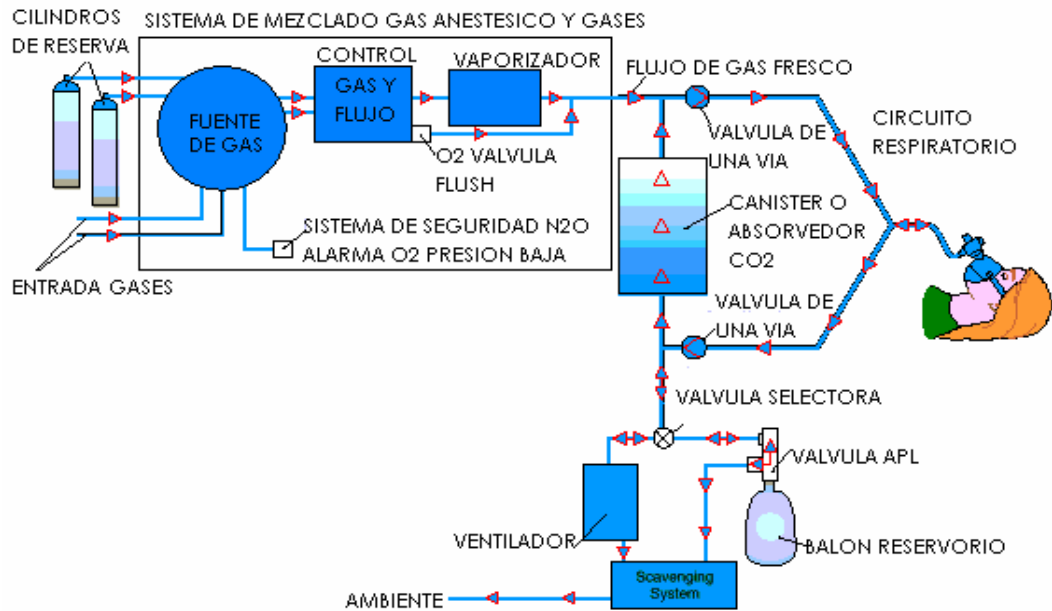 CILINDROS
DE RESERVA
SISTEMA DE MEZCLADO GAS ANESTESICO Y GASES
CONTROL
GAS Y
FLUJO
VAPORIZADOR
FUENTE
DE GAS
O2 VALVULA
FLUSH
SISTEMA DE SEGURIDAD N2O
ALARMA O2 PRESION BAJA
ENTRADA GASES
FLUJO DE GAS FRESCO
VALVULA DE
UNA VIA
CIRCUITO
RESPIRATORIO
CANISTER O
ABSORVEDOR
CO2
VALVULA DE
UNA VIA
VALVULA SELECTORA
VALVULA APL
VENTILADOR
BALON RESERVORIO
Scavenging
System
AMBIENTE